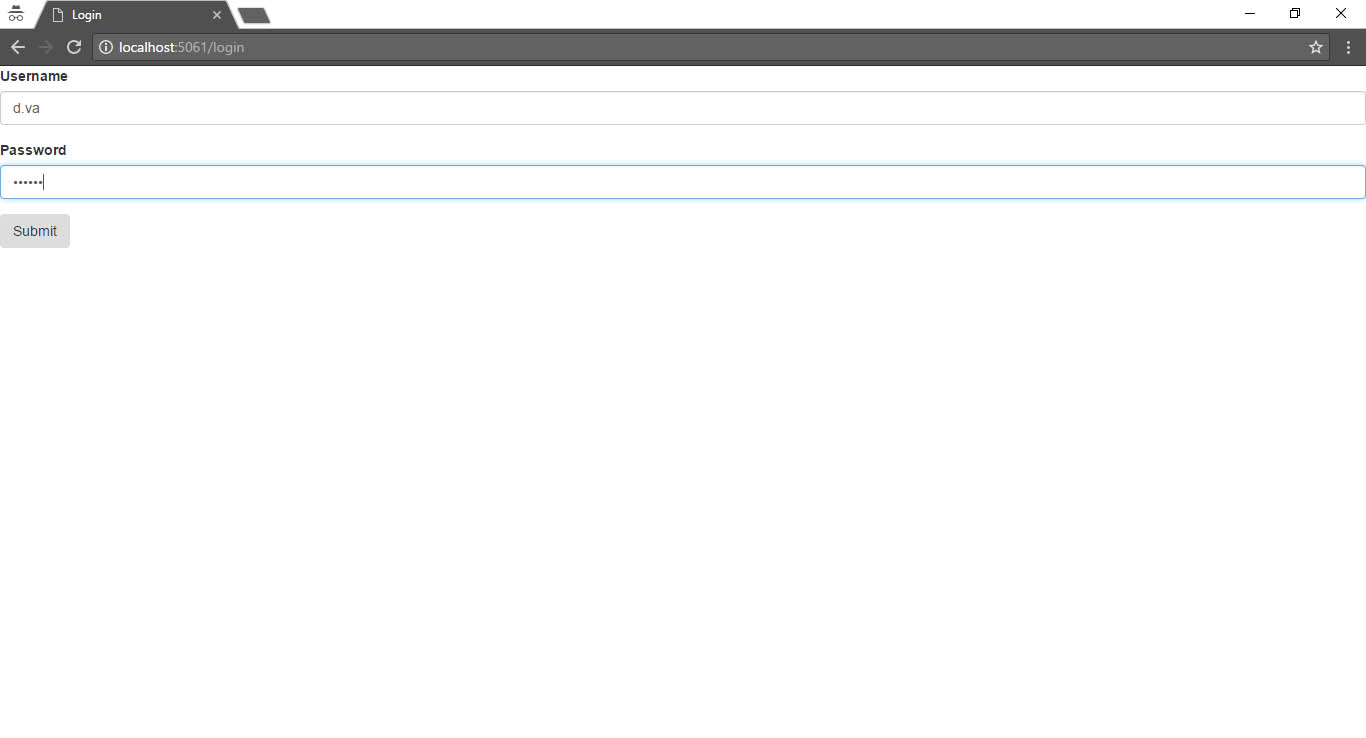 Login
localhost:5061/login
Username
d.va
Password
••••••
Submit